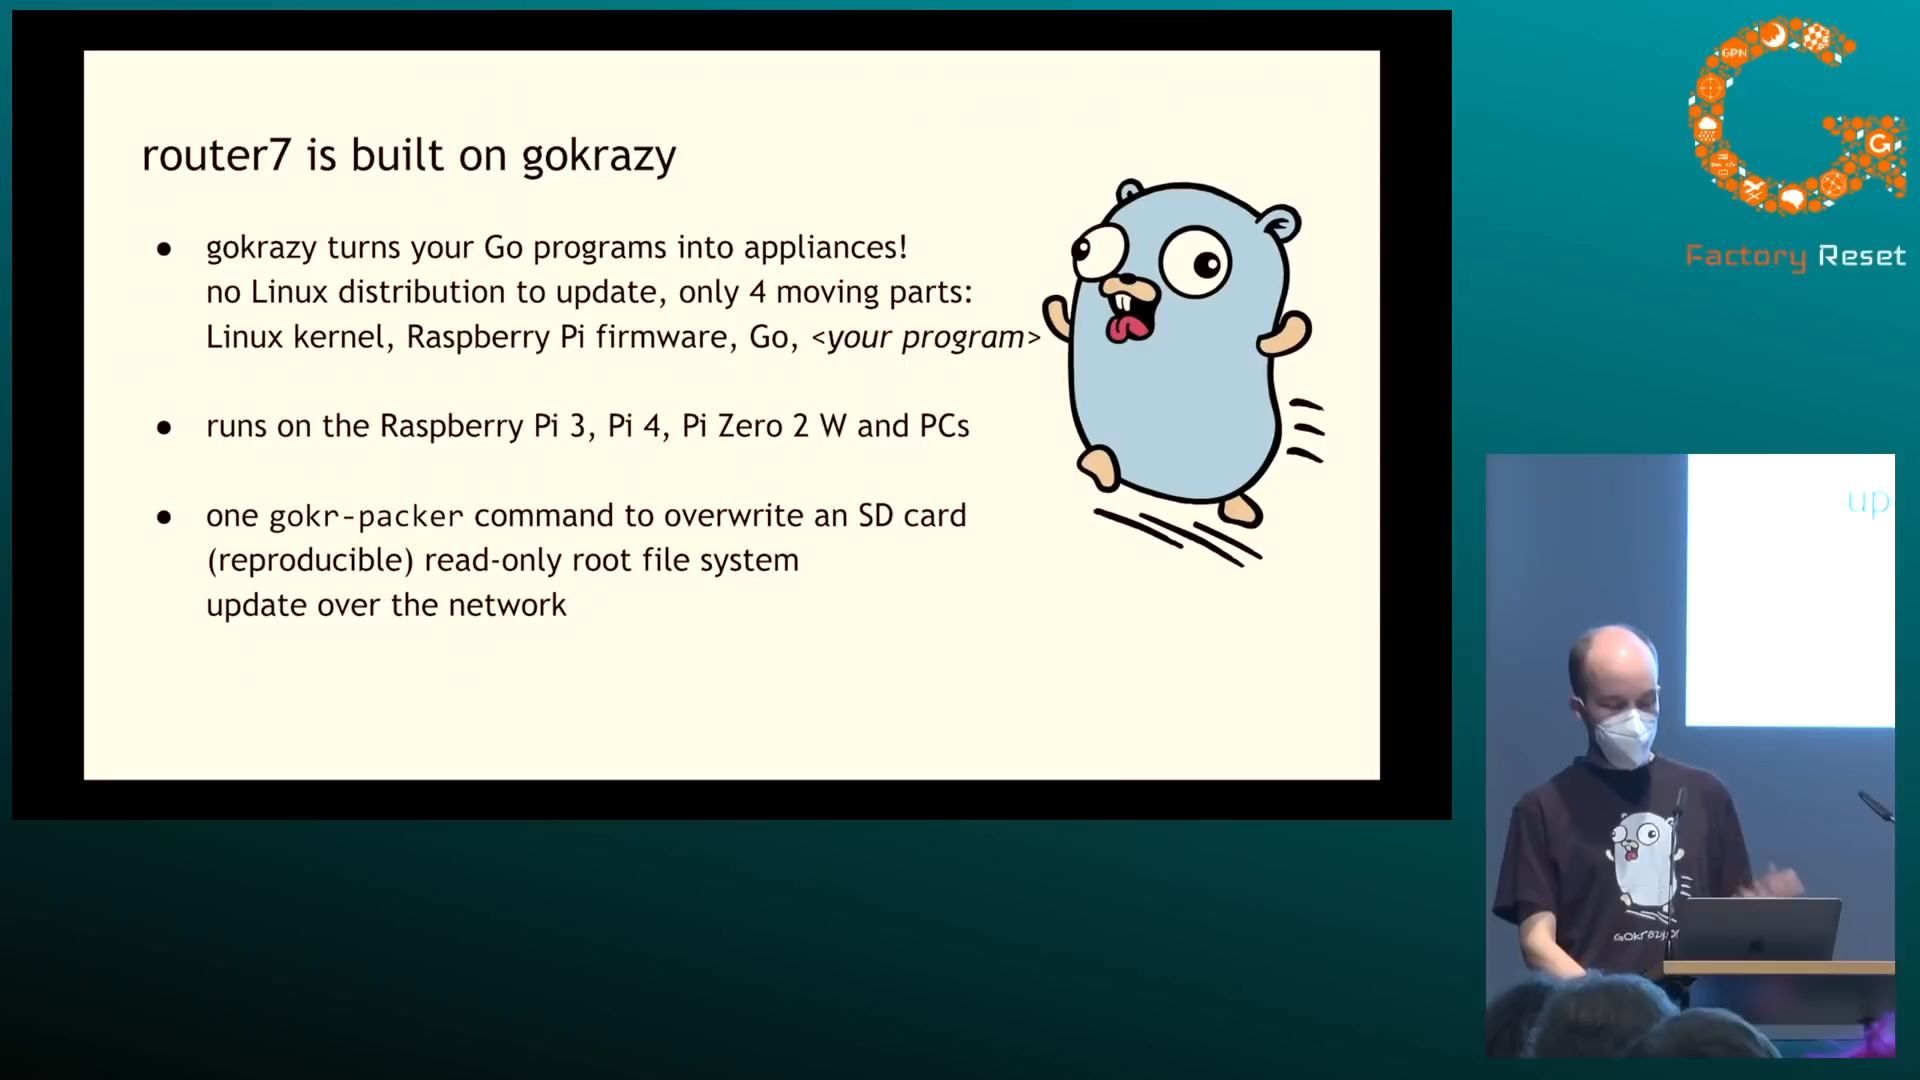 router7 is built on gokrazy
● gokrazy turns your Go programs into appliances!
no Linux distribution to update, only 4 moving parts:
Linux kernel, Raspberry Pi firmware, Go, <your program>
● runs on the Raspberry Pi 3, Pi 4, Pi Zero 2 W and PCs
● one gokr-packer command to overwrite an SD card
(reproducible) read-only root file system
update over the network
GPN
Factory Reset
up